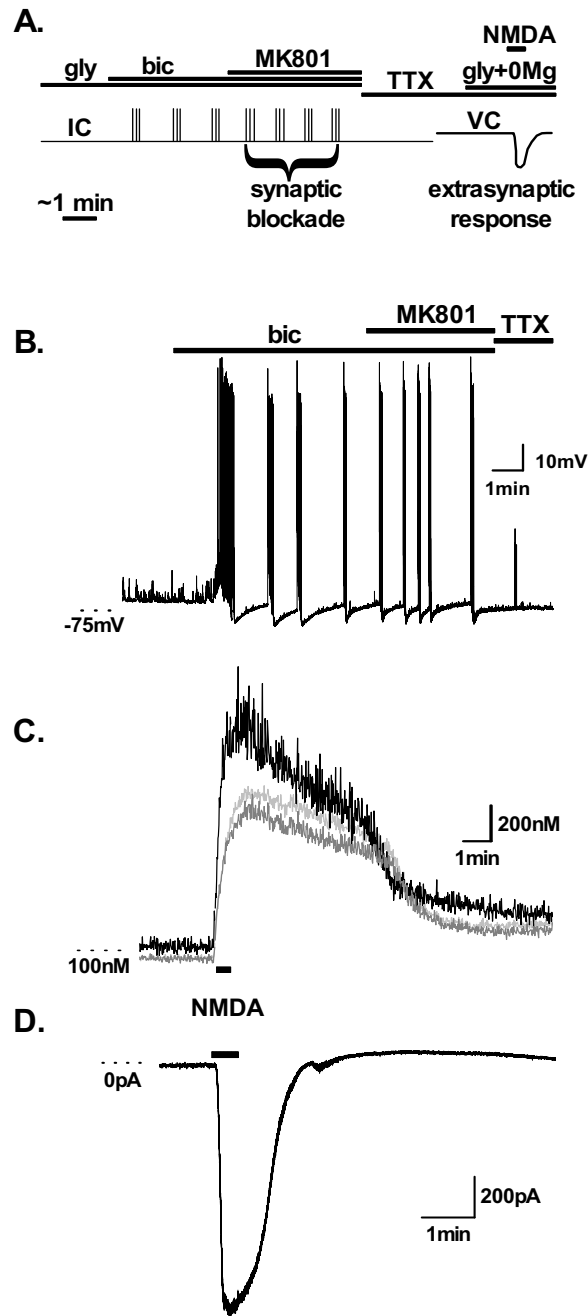 A.
NMDA
gly bic MK801 gly+0Mg
TTX
IC VC
synaptic
blockade
extrasynaptic
response
~1 min
B.
bic MK801 TTX
10mV
1min
-75mV
C.
200nM
1min
100nM
NMDA
D.
0pA
200pA
1min